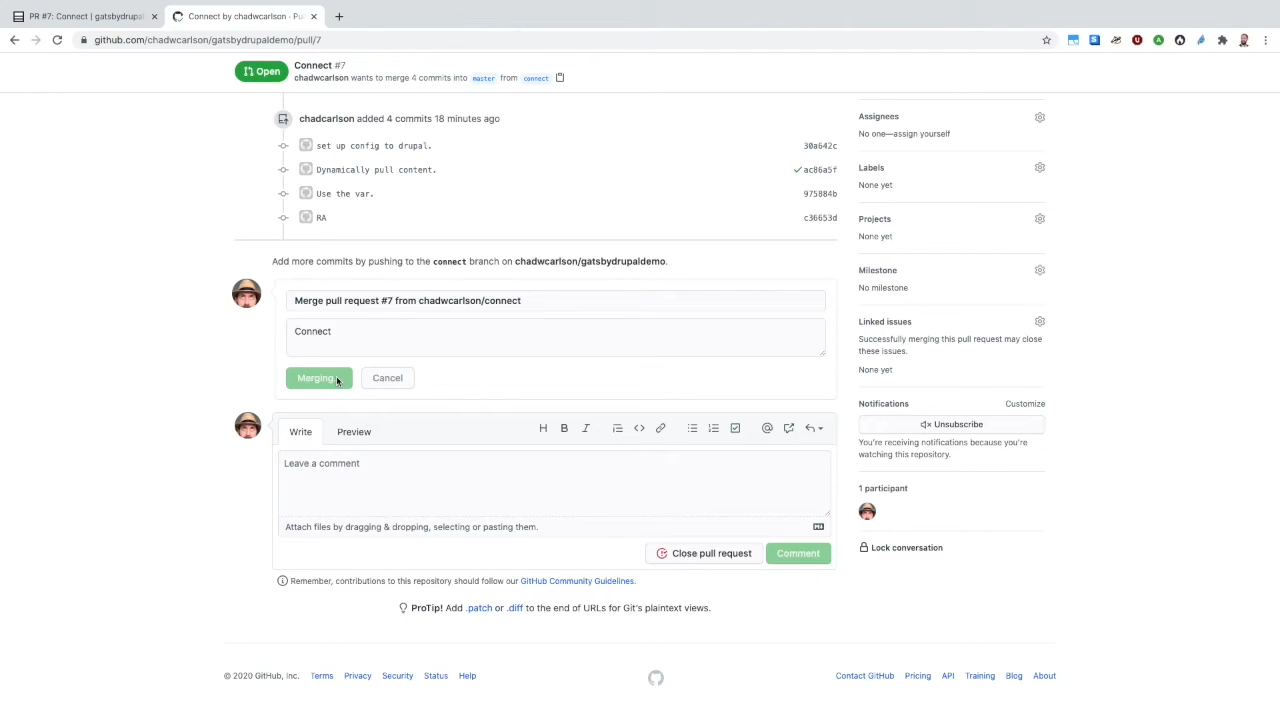 PR #7: Connect | gatsbydrupal
Connect by chadwcarlson · Pu
github.com/chadwcarlson/gatsbydrupaldemo/pull/7
Open
Connect #7
chadwcarlson wants to merge 4 commits into master from connect
chadcarlson added 4 commits 18 minutes ago
set up config to drupal. 30a642c
Dynamically pull content. ac86a5f
Use the var. 975884b
RA c36653d
Add more commits by pushing to the connect branch on chadwcarlson/gatsbydrupaldemo.
Merge pull request #7 from chadwcarlson/connect
Connect
Merging
Cancel
Write
Preview
Leave a comment
Attach files by dragging & dropping, selecting or pasting them.
Close pull request
Comment
Remember, contributions to this repository should follow our GitHub Community Guidelines.
ProTip! Add .patch or .diff to the end of URLs for Git's plaintext views.
Assignees
No one—assign yourself
Labels
None yet
Projects
None yet
Milestone
No milestone
Linked issues
Successfully merging this pull request may close
these issues.
None yet
Notifications Customize
Unsubscribe
You're receiving notifications because you're
watching this repository.
1 participant
Lock conversation
© 2020 GitHub, Inc. Terms Privacy Security Status Help
Contact GitHub Pricing API Training Blog About